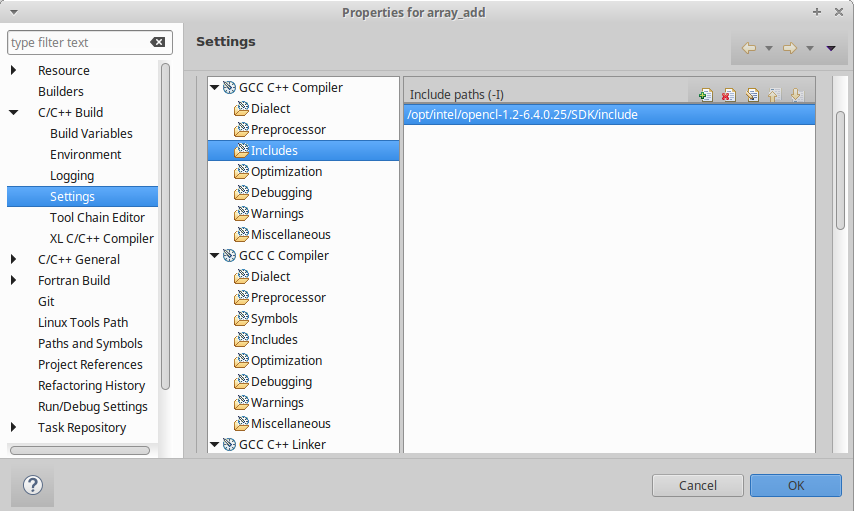 Properties for array_add
type filter text
Resource
Builders
C/C++ Build
Build Variables
Environment
Logging
Settings
Tool Chain Editor
XL C/C++ Compiler
C/C++ General
Fortran Build
Git
Linux Tools Path
Paths and Symbols
Project References
Refactoring History
Run/Debug Settings
Task Repository
Settings
GCC C++ Compiler
Dialect
Preprocessor
Includes
Optimization
Debugging
Warnings
Miscellaneous
GCC C Compiler
Dialect
Preprocessor
Symbols
Includes
Optimization
Debugging
Warnings
Miscellaneous
GCC C++ Linker
Include paths (-I)
/opt/intel/opencl-1.2-6.4.0.25/SDK/include
?
Cancel
OK